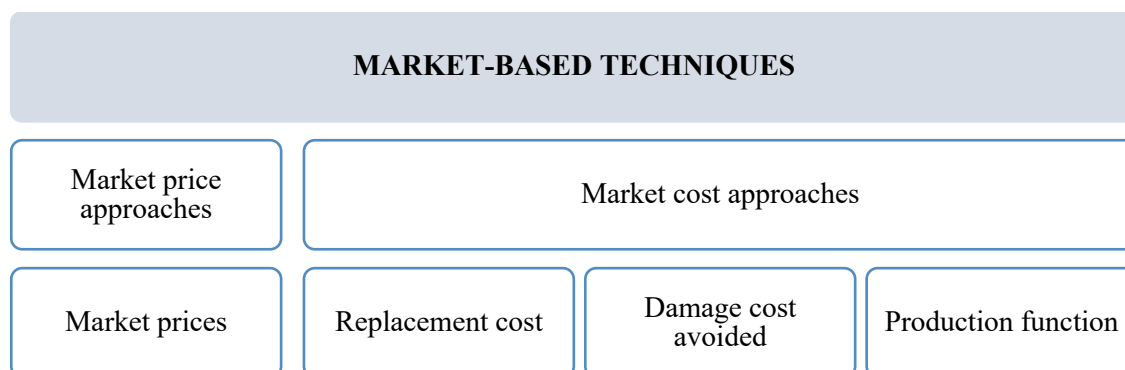 MARKET-BASED TECHNIQUES
Market price
approaches
Market cost approaches
Market prices
Replacement cost
Damage cost
avoided
Production function